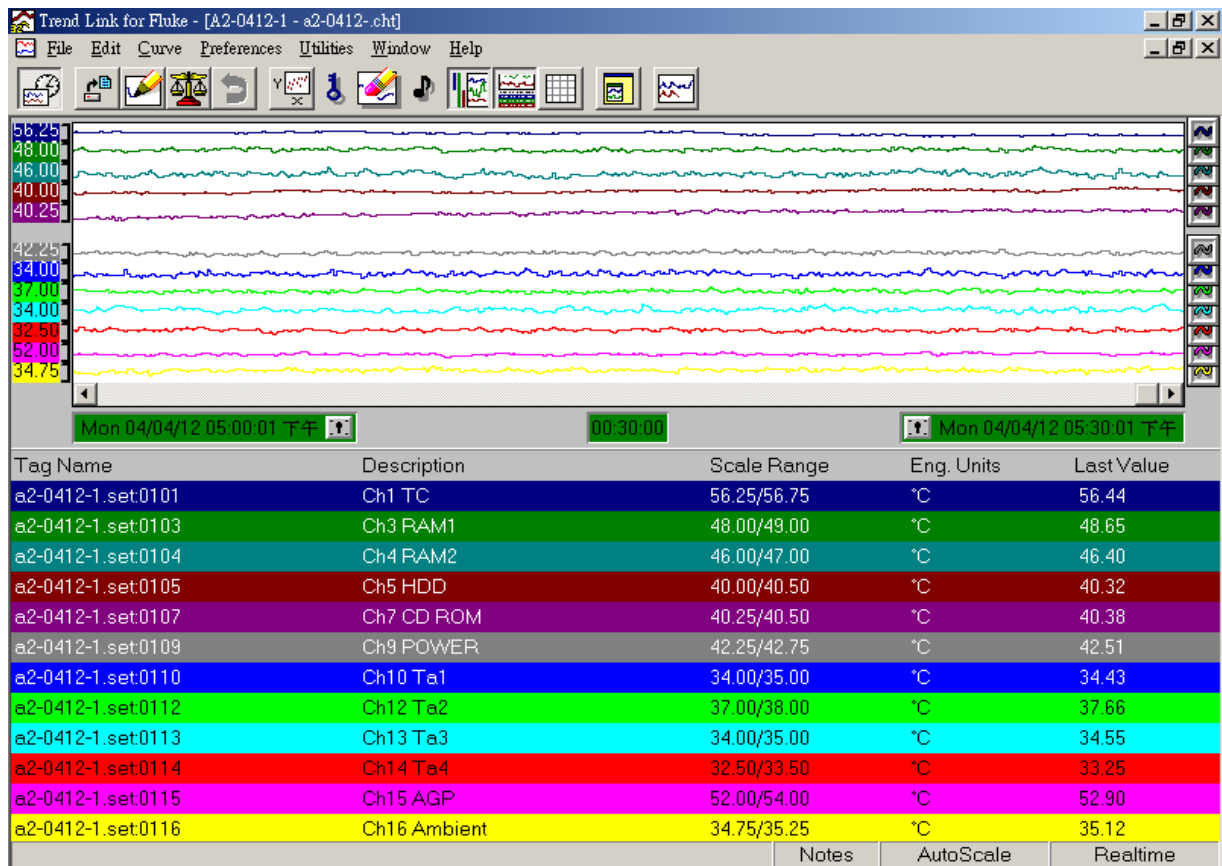 Trend Link for Fluke - [A2-0412-1 - a2-0412-.cht]
File Edit Curve Preferences Utilities Window Help
56.25
48.00
46.00
40.00
40.25
42.25
34.00
37.00
34.00
32.50
52.00
34.75
Mon 04/04/12 05:00:01 下午 00:30:00 Mon 04/04/12 05:30:01 下午
Tag Name Description Scale Range Eng. Units Last Value
a2-0412-1.set:0101 Ch1 TC 56.25/56.75 °C 56.44
a2-0412-1.set:0103 Ch3 RAM1 48.00/49.00 °C 48.65
a2-0412-1.set:0104 Ch4 RAM2 46.00/47.00 °C 46.40
a2-0412-1.set:0105 Ch5 HDD 40.00/40.50 °C 40.32
a2-0412-1.set:0107 Ch7 CD ROM 40.25/40.50 °C 40.38
a2-0412-1.set:0109 Ch9 POWER 42.25/42.75 °C 42.51
a2-0412-1.set:0110 Ch10 Ta1 34.00/35.00 °C 34.43
a2-0412-1.set:0112 Ch12 Ta2 37.00/38.00 °C 37.66
a2-0412-1.set:0113 Ch13 Ta3 34.00/35.00 °C 34.55
a2-0412-1.set:0114 Ch14 Ta4 32.50/33.50 °C 33.25
a2-0412-1.set:0115 Ch15 AGP 52.00/54.00 °C 52.90
a2-0412-1.set:0116 Ch16 Ambient 34.75/35.25 °C 35.12
Notes AutoScale Realtime